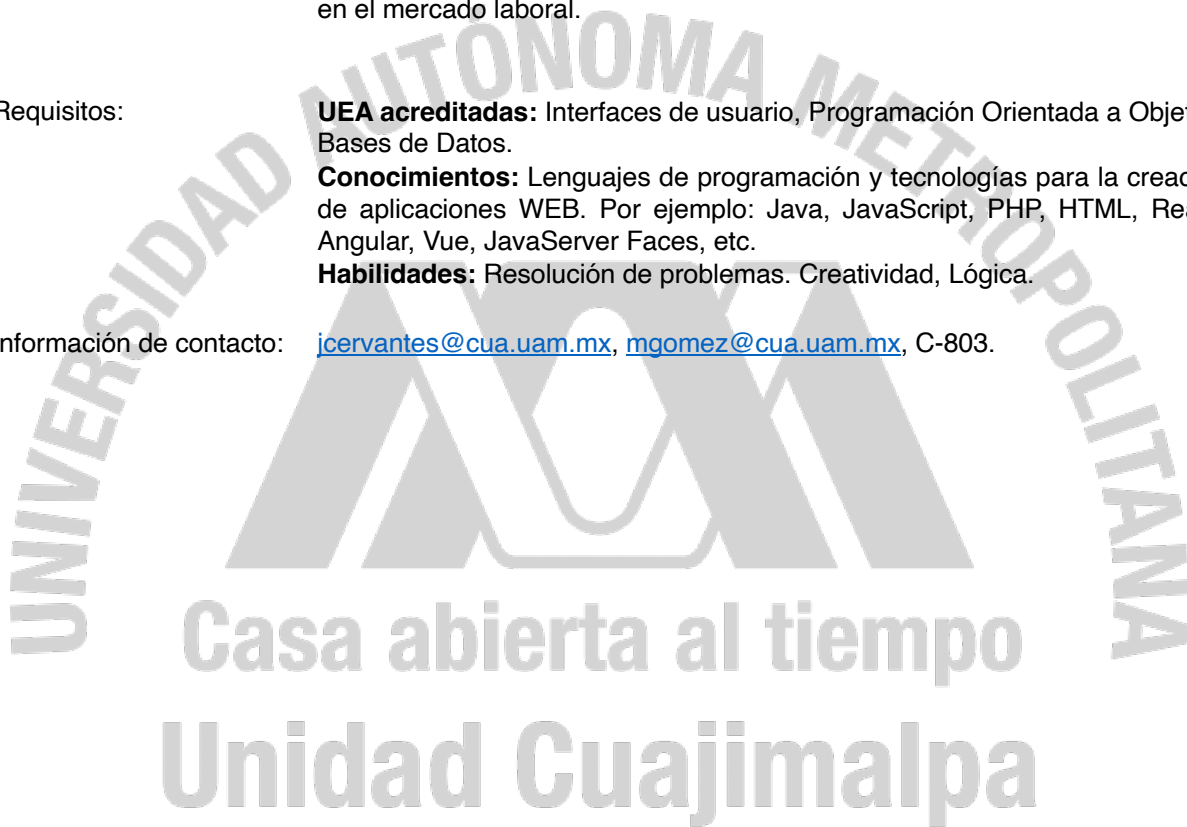 en el mercado laboral.
Requisitos: UEA acreditadas: Interfaces de usuario, Programación Orientada a
Bases de Datos.
Conocimientos: Lenguajes de programación y tecnologías para la
de aplicaciones WEB. Por ejemplo: Java, JavaScript, PHP, HTML,
Angular, Vue, JavaServer Faces, etc.
Habilidades: Resolución de problemas. Creatividad, Lógica.
Información de contacto: jcervantes@cua.uam.mx, mgomez@cua.uam.mx, C-803.
UNIVERSIDAD AUTÓNOMA METROPOLITANA
Casa abierta al tiempo
Unidad Cuajimalpa